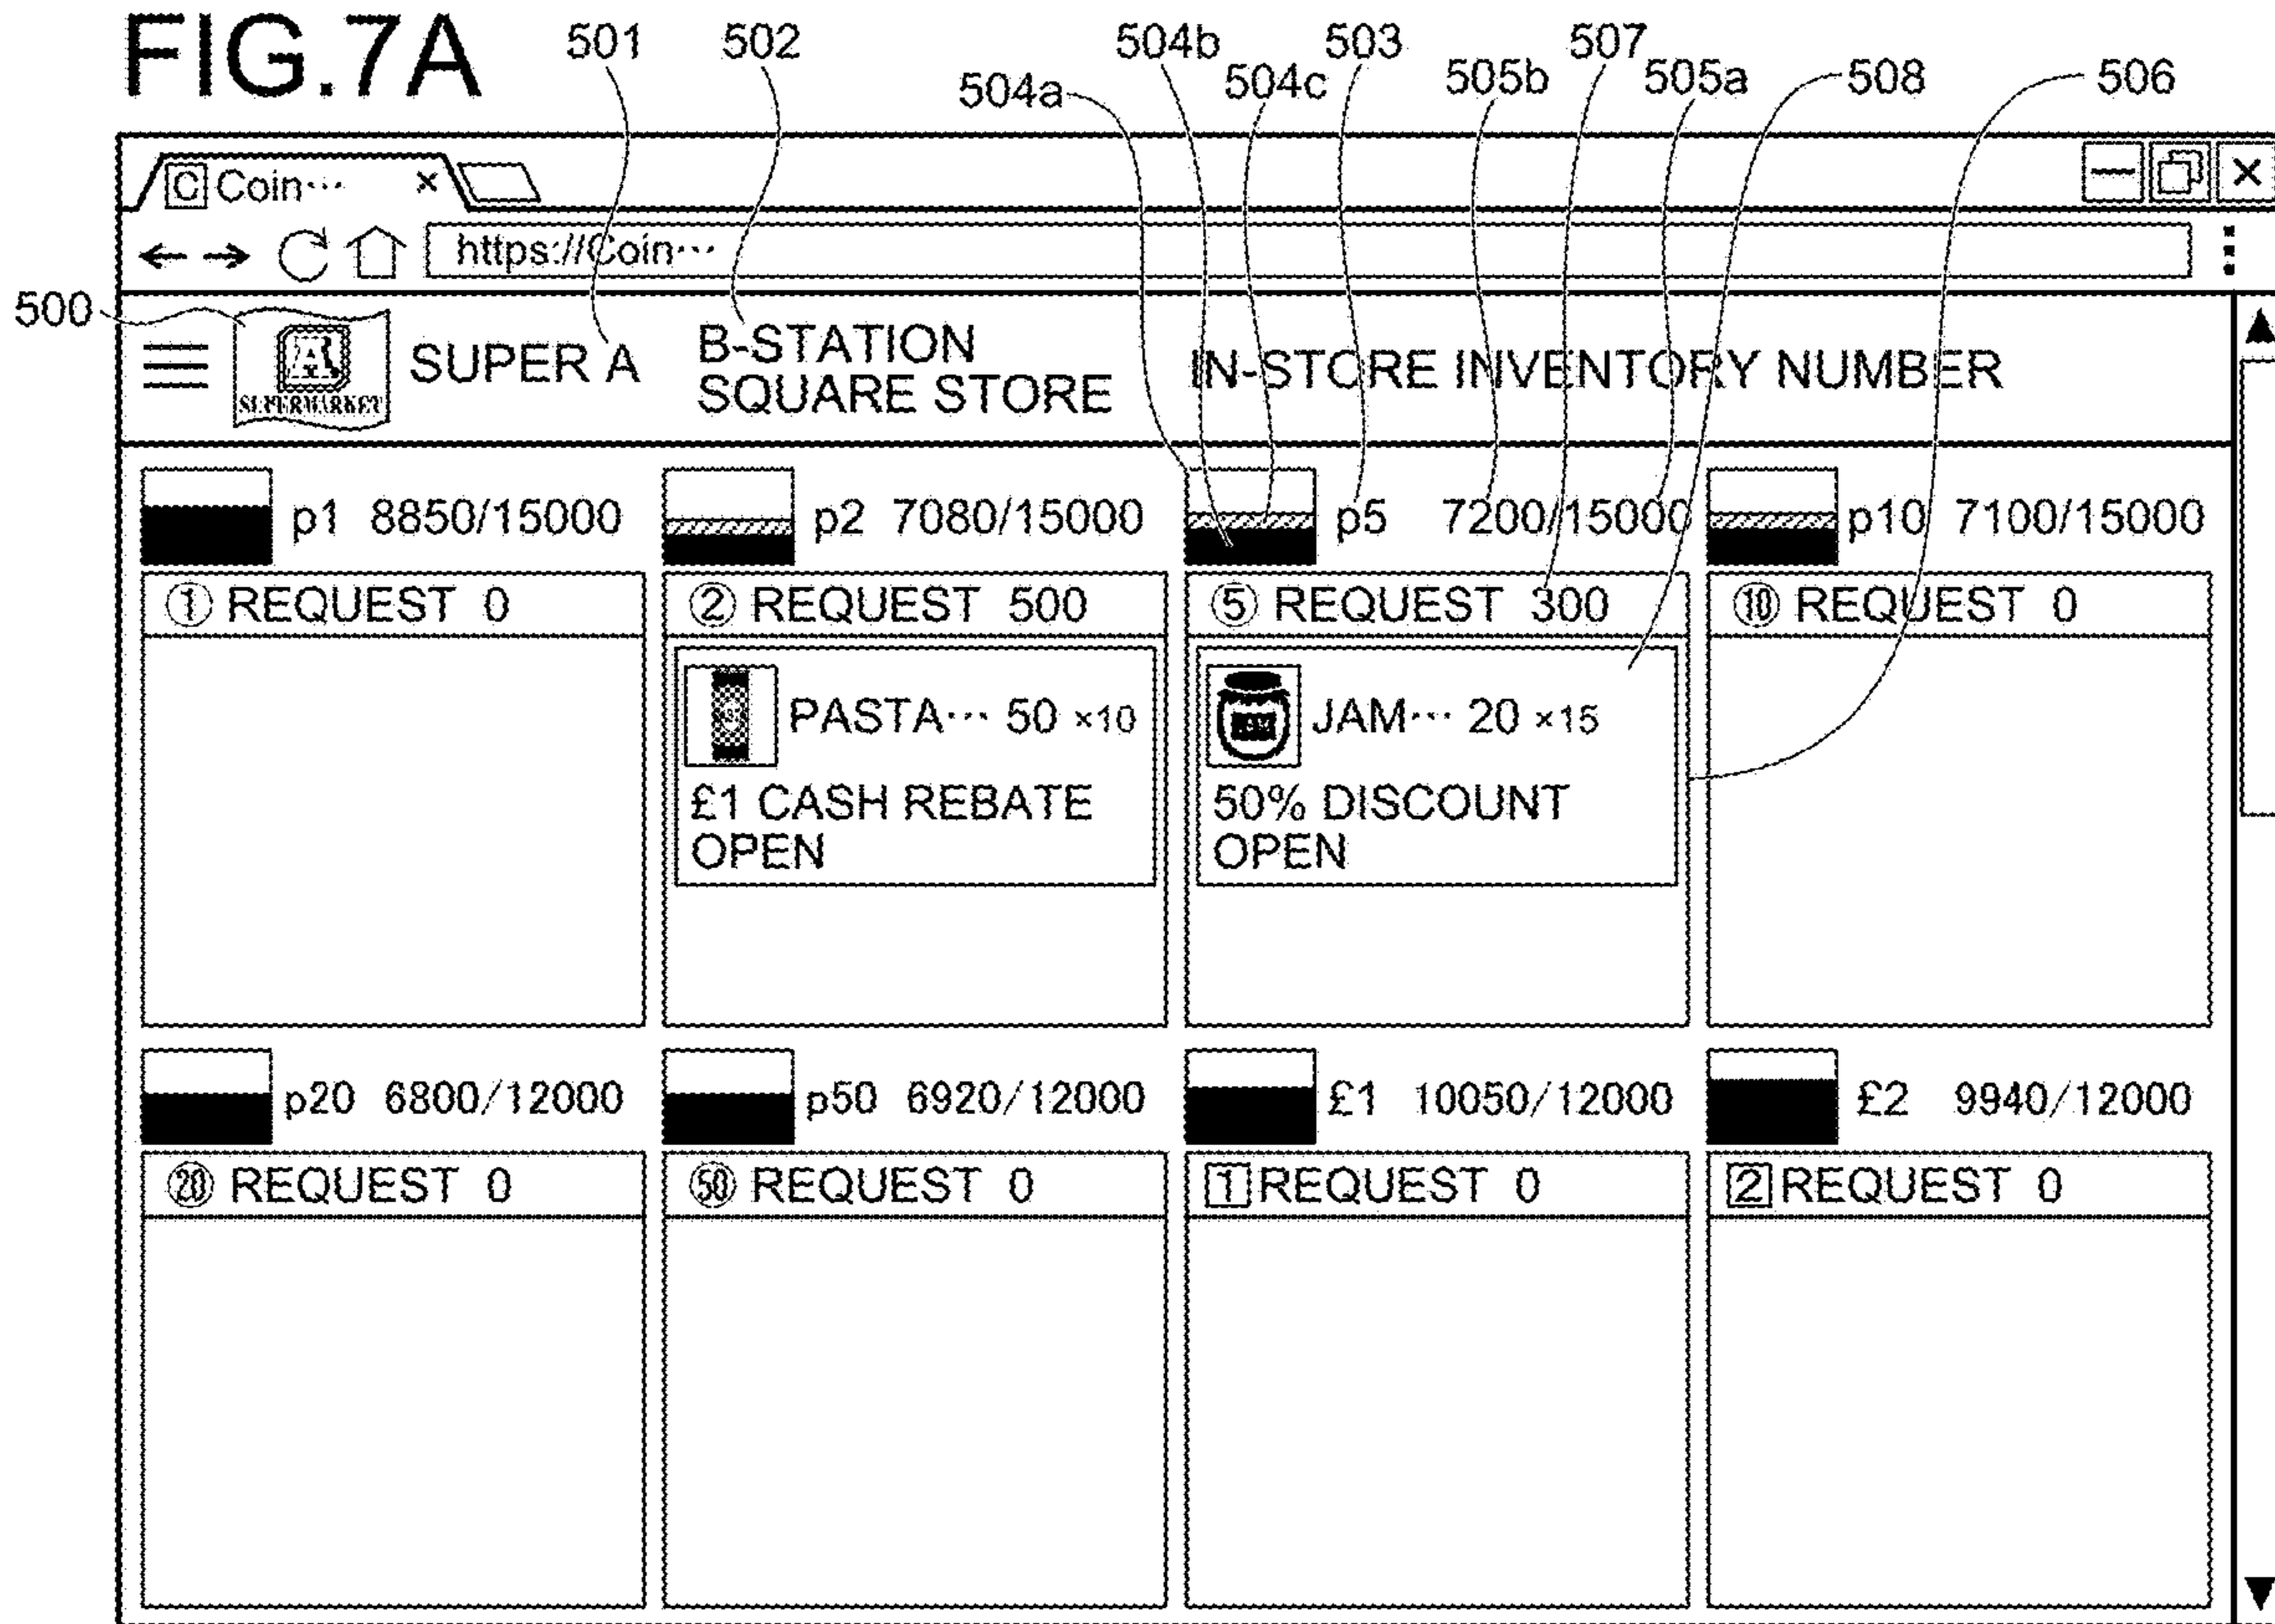 FIG.7A
501 502 504b 503 507
504a 504c 505b 505a 508 506
C Coin… ×
https://Coin…
500
A
SUPERMARKET
SUPER A
B-STATION
SQUARE STORE
IN-STORE INVENTORY NUMBER
p1 8850/15000
p2 7080/15000
p5 7200/15000
p10 7100/15000
① REQUEST 0
② REQUEST 500
⑤ REQUEST 300
⑩ REQUEST 0
PASTA… 50 ×10
£1 CASH REBATE
OPEN
JAM… 20 ×15
50% DISCOUNT
OPEN
p20 6800/12000
p50 6920/12000
£1 10050/12000
£2 9940/12000
⑳ REQUEST 0
㊿ REQUEST 0
1 REQUEST 0
2 REQUEST 0